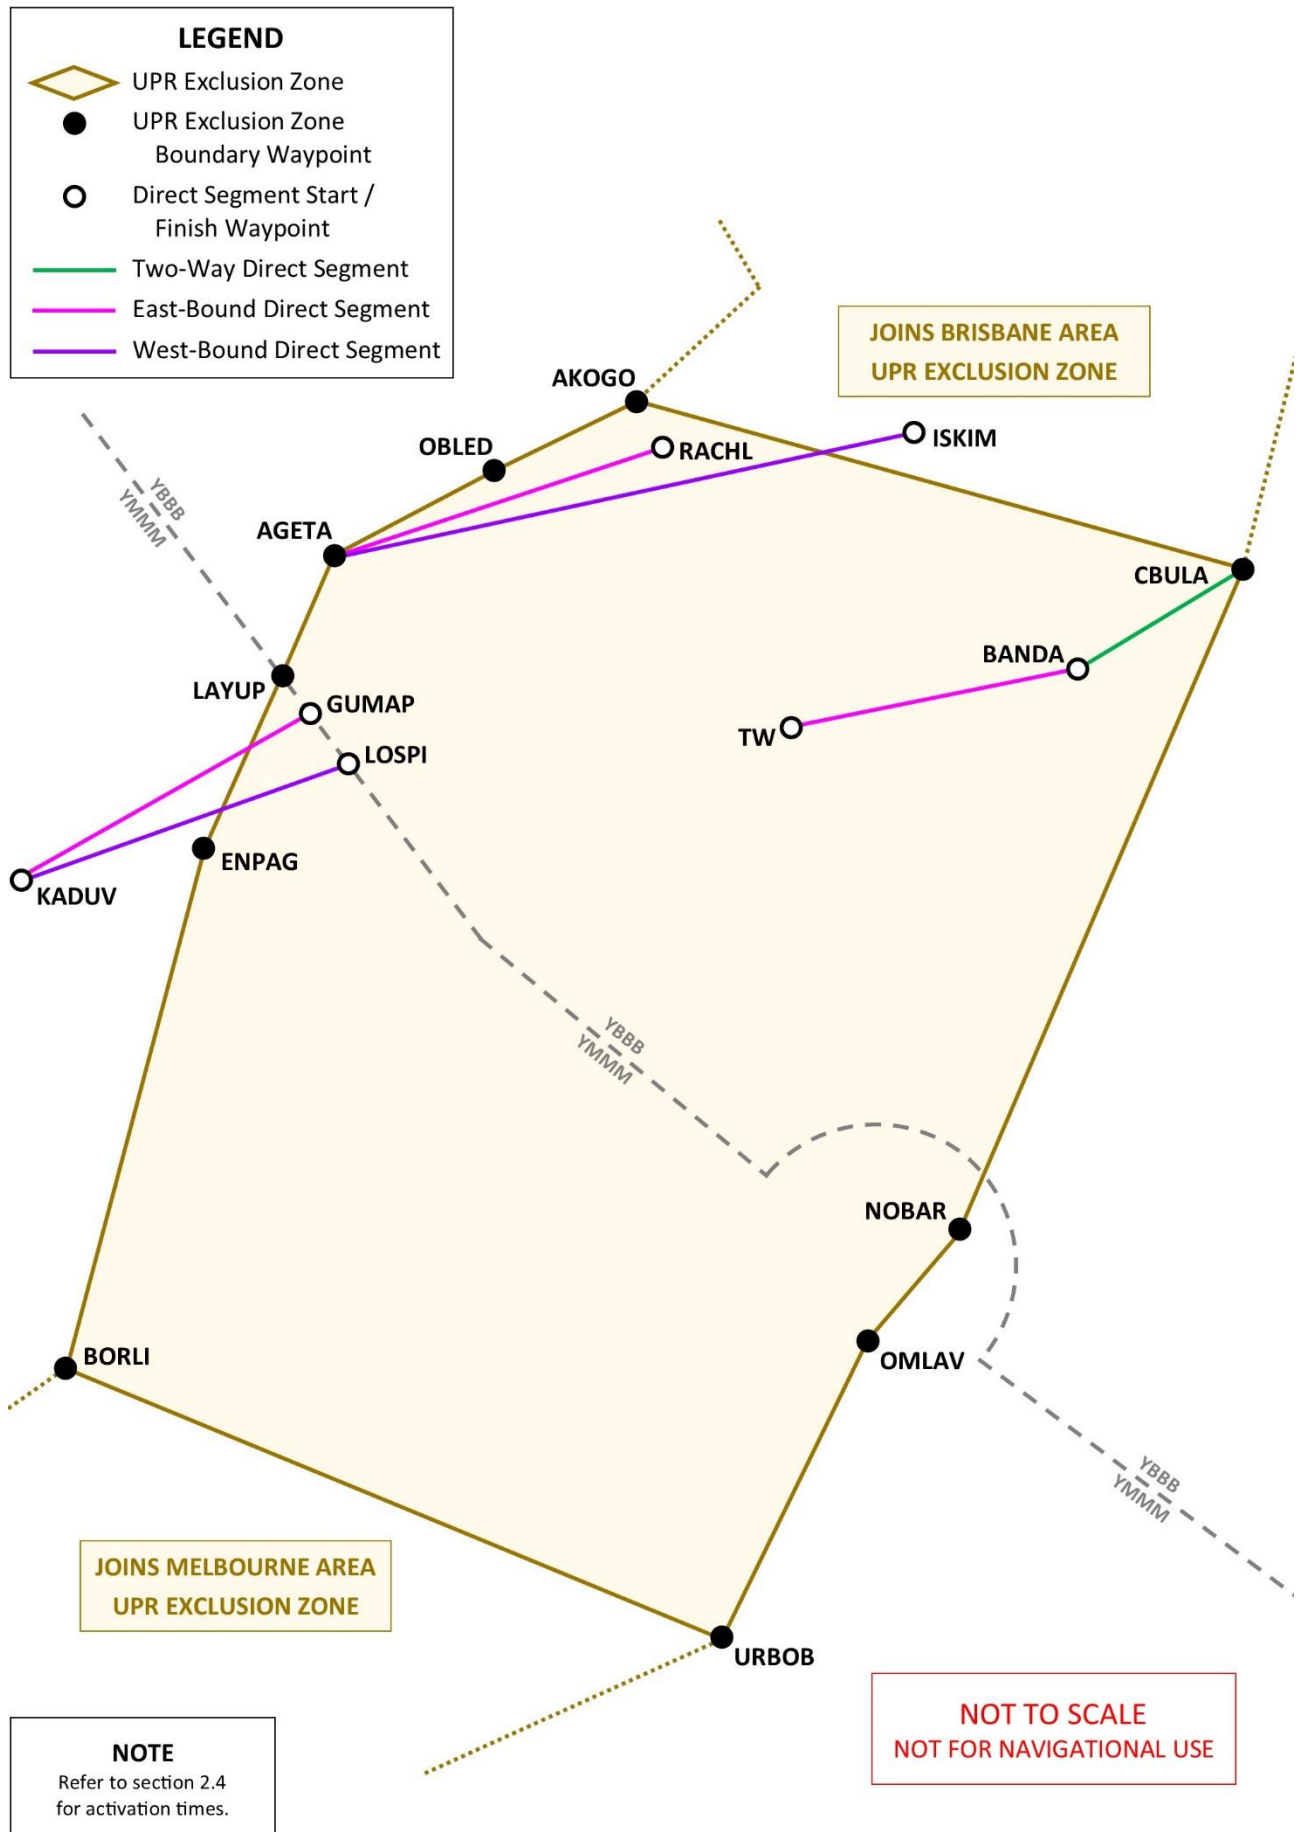 LEGEND
UPR Exclusion Zone
UPR Exclusion Zone
Boundary Waypoint
Direct Segment Start /
Finish Waypoint
Two-Way Direct Segment
East-Bound Direct Segment
West-Bound Direct Segment
JOINS BRISBANE AREA
UPR EXCLUSION ZONE
AKOGO
ISKIM
OBLED
RACHL
YBBB
YMMM
AGETA
CBULA
BANDA
LAYUP
GUMAP
TW
LOSPI
ENPAG
KADUV
YBBB
YMMM
NOBAR
BORLI
OMLAV
YBBB
YMMM
JOINS MELBOURNE AREA
UPR EXCLUSION ZONE
URBOB
NOT TO SCALE
NOT FOR NAVIGATIONAL USE
NOTE
Refer to section 2.4
for activation times.